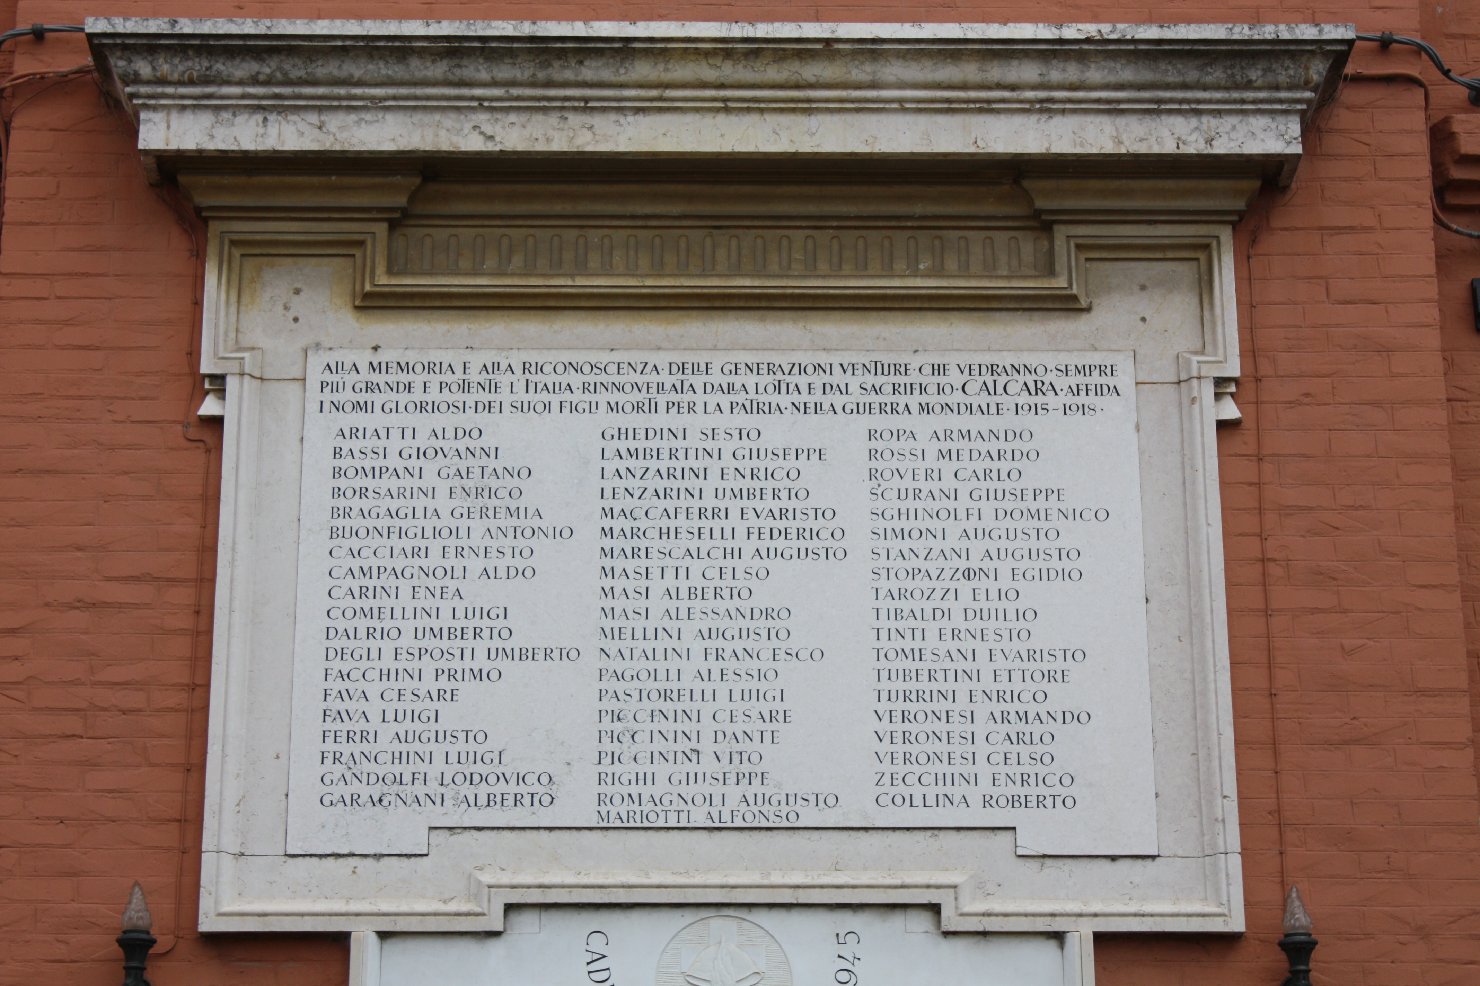 ALLA MEMORIA E ALLA RICONOSCENZA·DELLE GENERAZIONI VENTURE·CHE VEDRANNO·SEMPRE
PIÚ GRANDE E POTENTE L'ITALIA·RINNOVELLATA DALLA LOTTA E DAL SACRIFICIO·CALCARA·AFFIDA
I NOMI GLORIOSI·DEI SUOI FIGLI MORTI PER LA PATRIA·NELLA GUERRA MONDIALE·1915-1918·
ARIATTI ALDO
BASSI GIOVANNI
BOMPANI GAETANO
BORSARINI ENRICO
BRAGAGLIA GEREMIA
BUONFIGLIOLI ANTONIO
CACCIARI ERNESTO
CAMPAGNOLI ALDO
CARINI ENEA
COMELLINI LUIGI
DALRIO UMBERTO
DEGLI ESPOSTI UMBERTO
FACCHINI PRIMO
FAVA CESARE
FAVA LUIGI
FERRI AUGUSTO
FRANCHINI LUIGI
GANDOLFI LODOVICO
GARAGNANI ALBERTO
GHEDINI SESTO
LAMBERTINI GIUSEPPE
LANZARINI ENRICO
LENZARINI UMBERTO
MACCAFERRI EVARISTO
MARCHESELLI FEDERICO
MARESCALCHI AUGUSTO
MASETTI CELSO
MASI ALBERTO
MASI ALESSANDRO
MELLINI AUGUSTO
NATALINI FRANCESCO
PAGOLLI ALESSIO
PASTORELLI LUIGI
PICCININI CESARE
PICCININI DANTE
PICCININI VITO
RIGHI GIUSEPPE
ROMAGNOLI AUGUSTO
MARIOTTI ALFONSO
ROPA ARMANDO
ROSSI MEDARDO
ROVERI CARLO
SCURANI GIUSEPPE
SGHINOLFI DOMENICO
SIMONI AUGUSTO
STANZANI AUGUSTO
STOPAZZONI EGIDIO
TAROZZI ELIO
TIBALDI DUILIO
TINTI ERNESTO
TOMESANI EVARISTO
TUBERTINI ETTORE
TURRINI ENRICO
VERONESI ARMANDO
VERONESI CARLO
VERONESI CELSO
ZECCHINI ENRICO
COLLINA ROBERTO